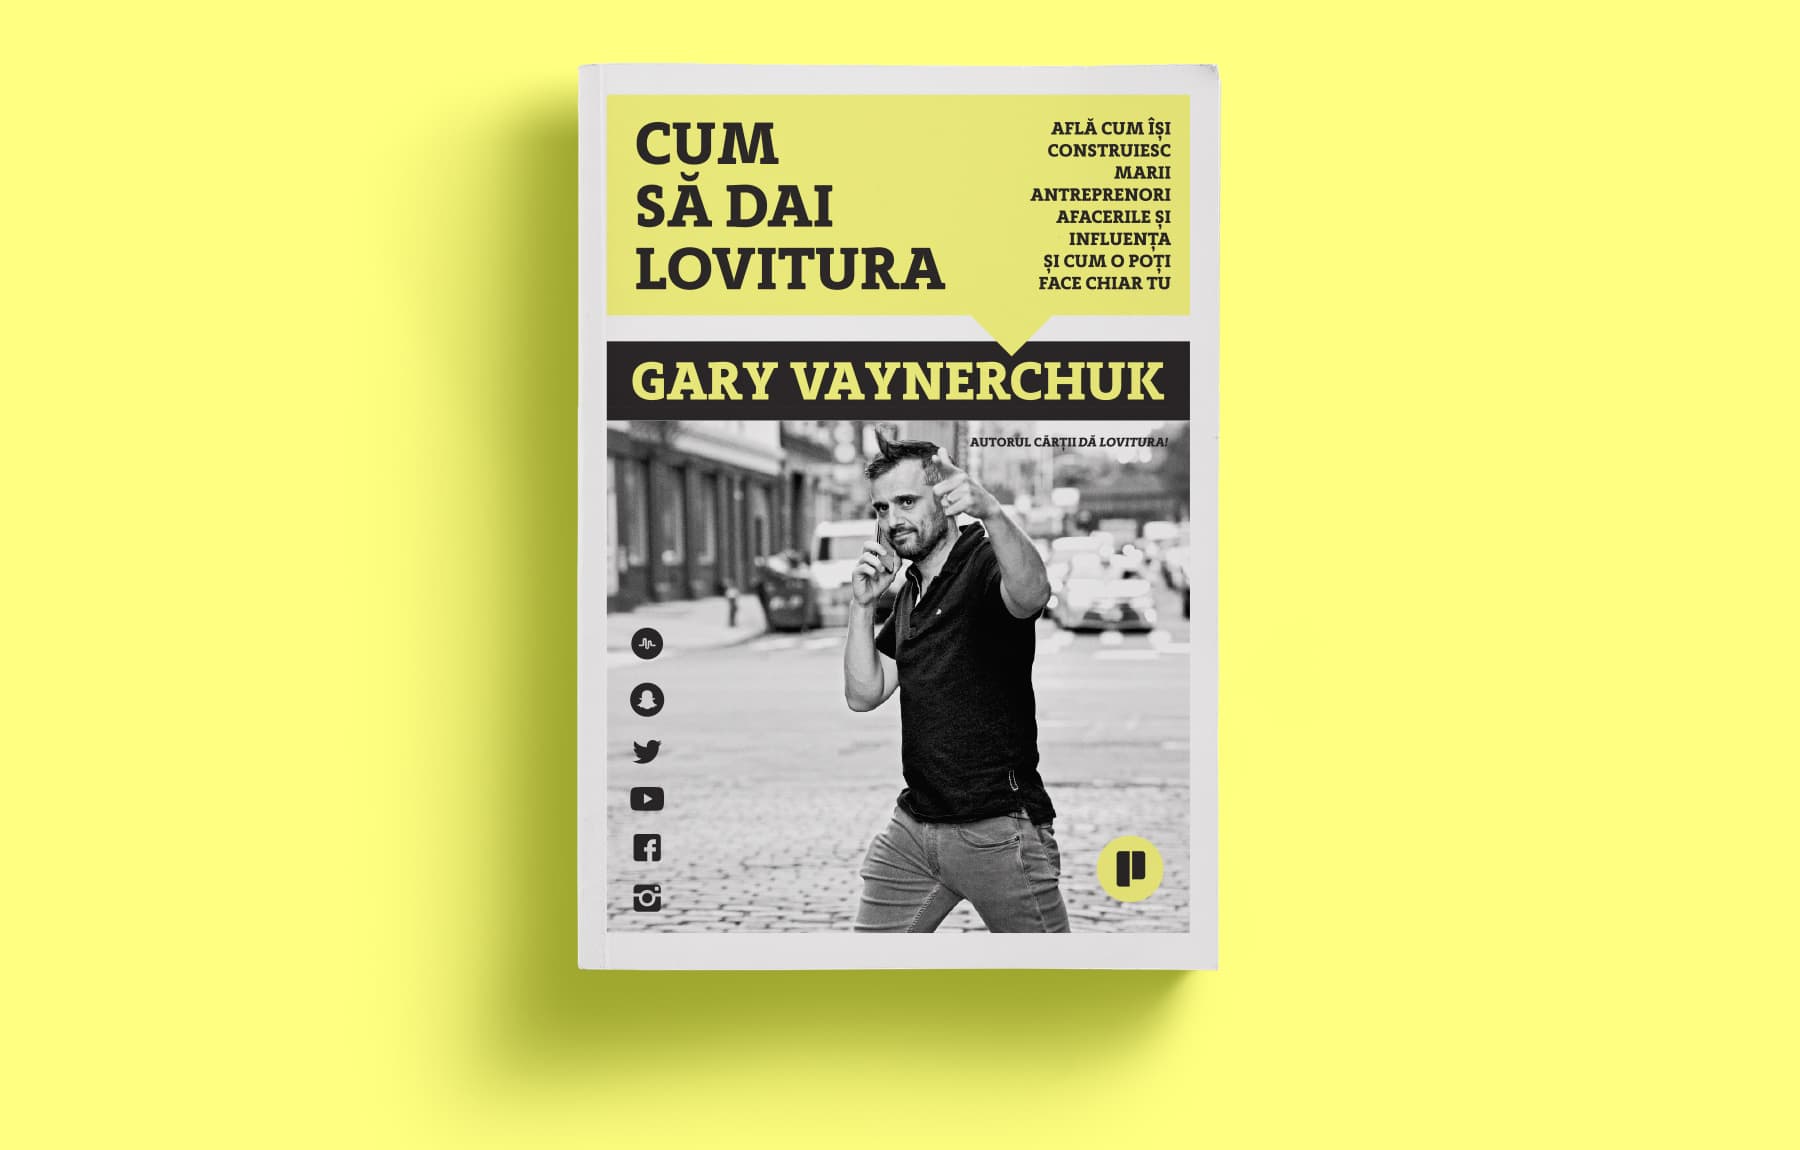 CUM
SĂ DAI
LOVITURA
AFLĂ CUM ÎȘI
CONSTRUIESC
MARII
ANTREPRENORI
AFACERILE ȘI
INFLUENȚA
ȘI CUM O POȚI
FACE CHIAR TU
GARY VAYNERCHUK
AUTORUL CĂRȚII DĂ LOVITURA!